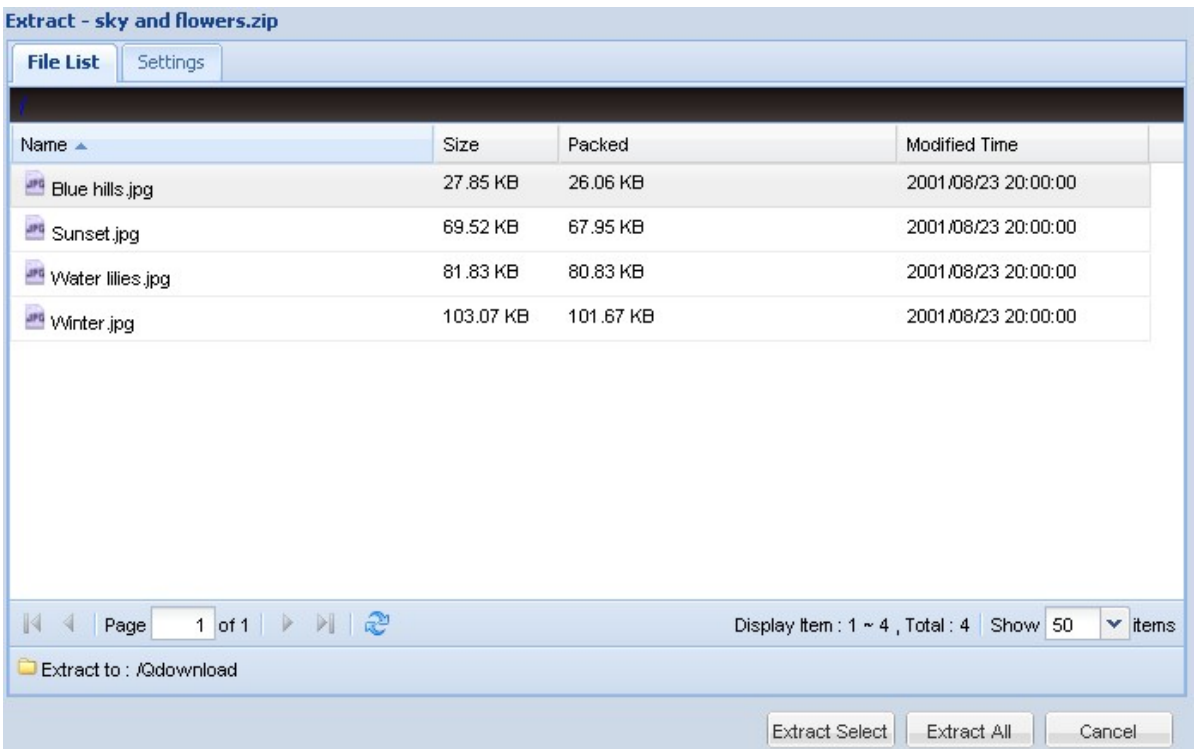 Extract - sky and flowers.zip
File List Settings
/
Name Size Packed Modified Time
Blue hills.jpg 27.85 KB 26.06 KB 2001/08/23 20:00:00
Sunset.jpg 69.52 KB 67.95 KB 2001/08/23 20:00:00
Water lilies.jpg 81.83 KB 80.83 KB 2001/08/23 20:00:00
Winter.jpg 103.07 KB 101.67 KB 2001/08/23 20:00:00
Page 1 of 1 Display Item : 1 ~ 4 , Total : 4 Show 50 items
Extract to : /Qdownload
Extract Select Extract All Cancel